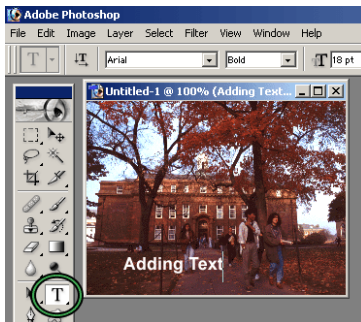 Adobe Photoshop
File Edit Image Layer Select Filter View Window Help
T T Arial Bold T 18 pt
Untitled-1 @ 100% (Adding Text...
Adding Text
T